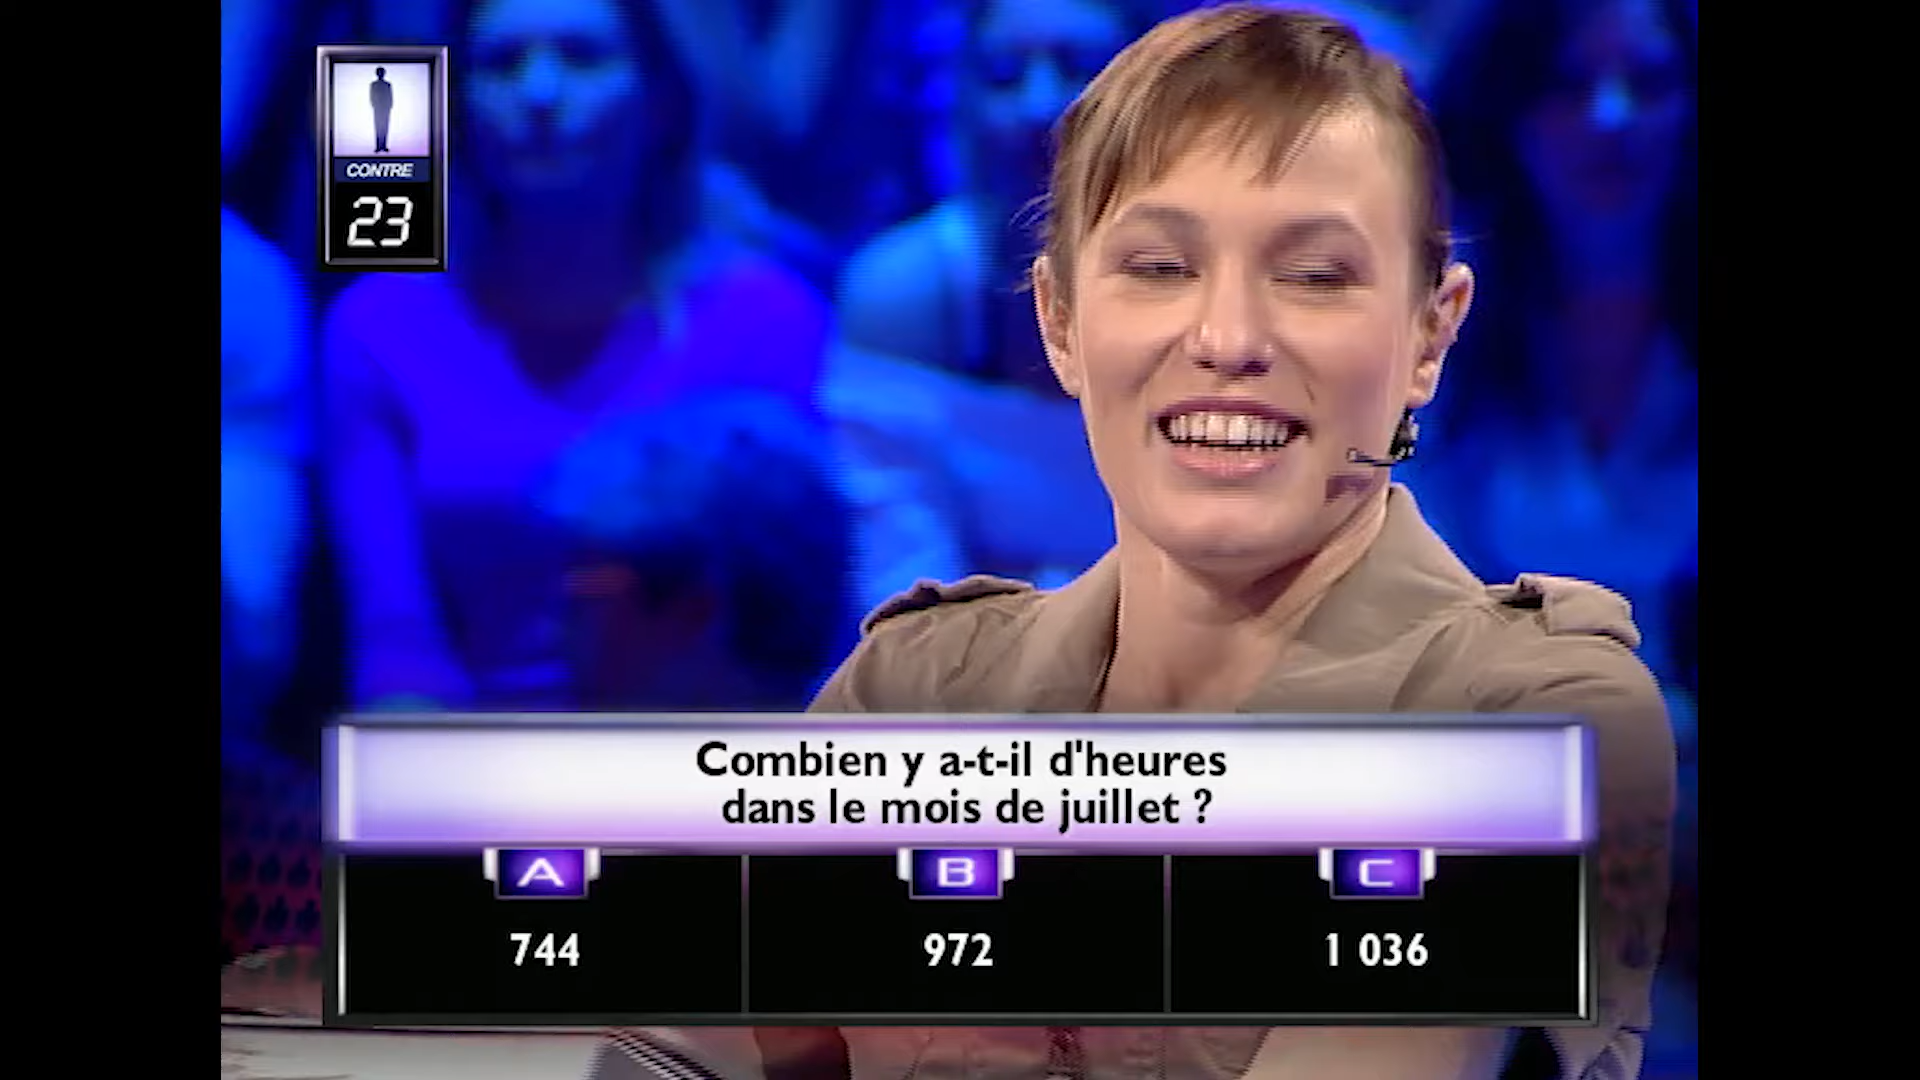 CONTRE
23
Combien y a-t-il d'heures
dans le mois de juillet ?
A
B
C
744
972
1 036